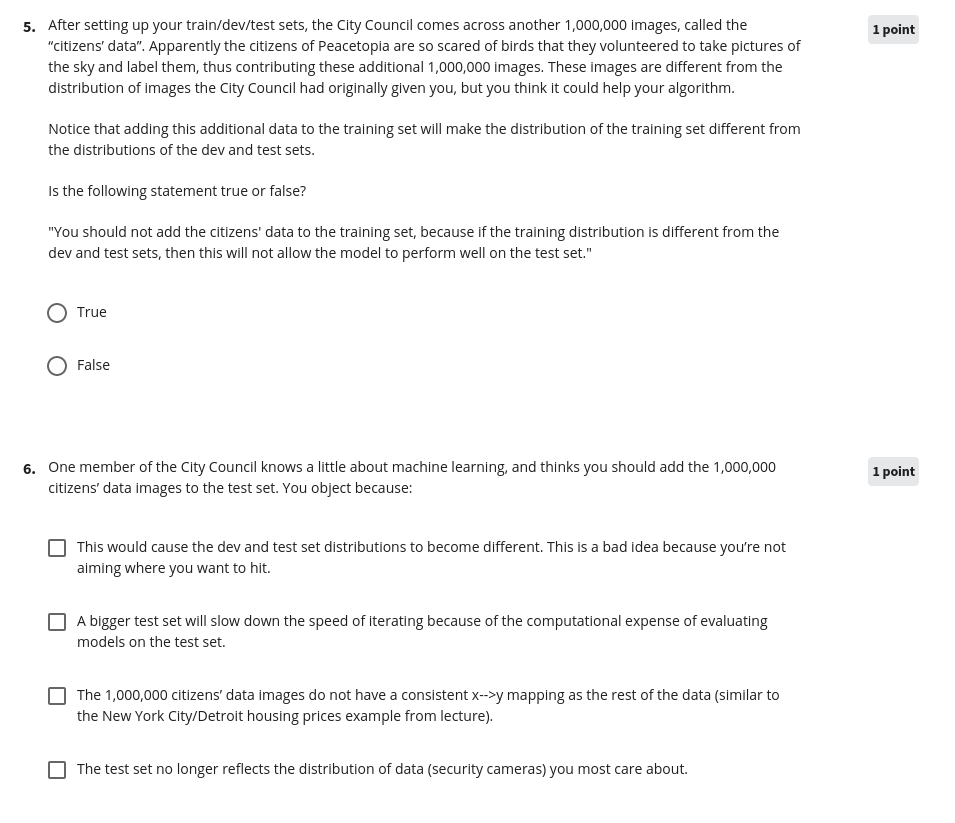 5. After setting up your train/dev/test sets, the City Council comes across another 1,000,000 images, called the
1 point
“citizens’ data”. Apparently the citizens of Peacetopia are so scared of birds that they volunteered to take pictures of
the sky and label them, thus contributing these additional 1,000,000 images. These images are different from the
distribution of images the City Council had originally given you, but you think it could help your algorithm.
Notice that adding this additional data to the training set will make the distribution of the training set different from
the distributions of the dev and test sets.
Is the following statement true or false?
"You should not add the citizens' data to the training set, because if the training distribution is different from the
dev and test sets, then this will not allow the model to perform well on the test set."
True
False
6. One member of the City Council knows a little about machine learning, and thinks you should add the 1,000,000
1 point
citizens’ data images to the test set. You object because:
This would cause the dev and test set distributions to become different. This is a bad idea because you’re not
aiming where you want to hit.
A bigger test set will slow down the speed of iterating because of the computational expense of evaluating
models on the test set.
The 1,000,000 citizens’ data images do not have a consistent x-->y mapping as the rest of the data (similar to
the New York City/Detroit housing prices example from lecture).
The test set no longer reflects the distribution of data (security cameras) you most care about.